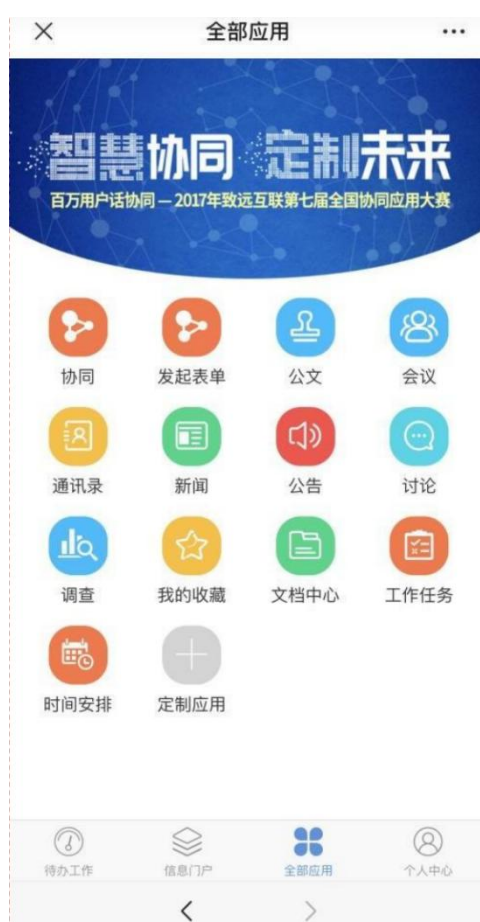 全部应用
智慧协同 定制未来
百万用户话协同 — 2017年致远互联第七届全国协同应用大赛
协同 发起表单 公文 会议
通讯录 新闻 公告 讨论
调查 我的收藏 文档中心 工作任务
时间安排 定制应用
待办工作 信息门户 全部应用 个人中心